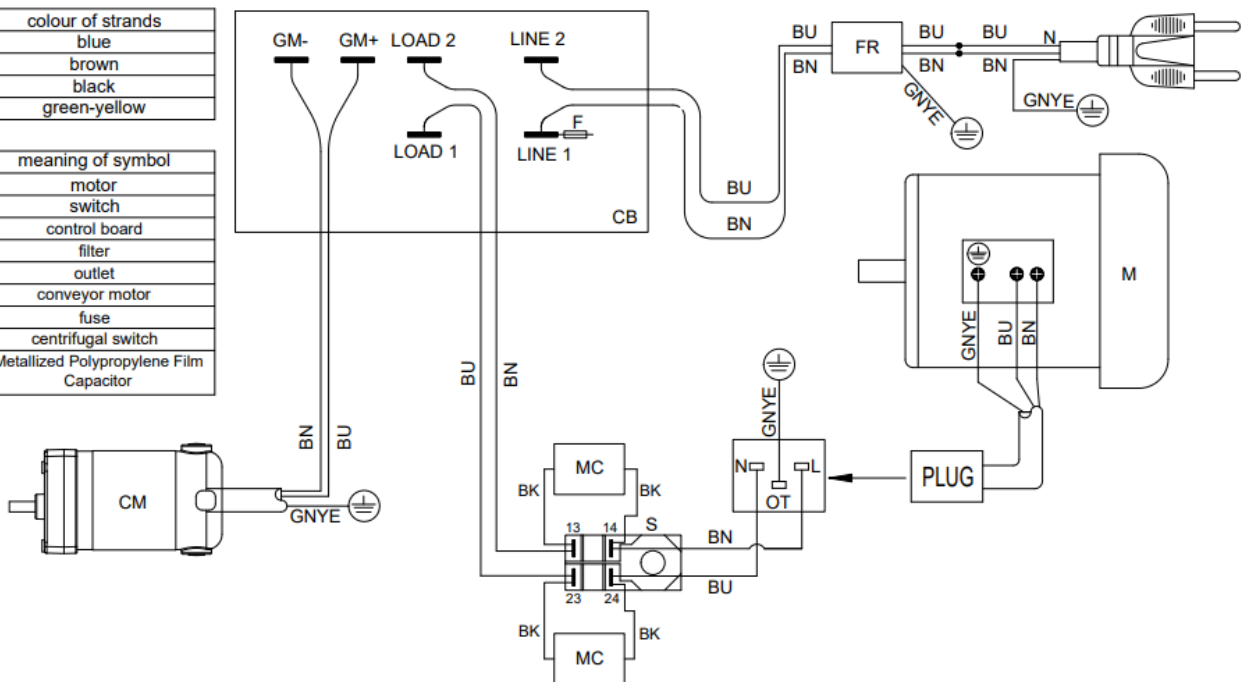 colour of strands
blue
brown
black
green-yellow
meaning of symbol
motor
switch
control board
filter
outlet
conveyor motor
fuse
centrifugal switch
Metallized Polypropylene Film
Capacitor
GM-
GM+
LOAD 2
LINE 2
LOAD 1
LINE 1
F
CB
BU
BN
FR
BU
BN
BU
BN
N
GNYE
GNYE
BU
BN
M
GNYE
BU
BN
BU
BN
BN
BU
CM
GNYE
GNYE
MC
BK
BK
N
L
OT
PLUG
13
14
S
BN
BU
23
24
BK
BK
MC